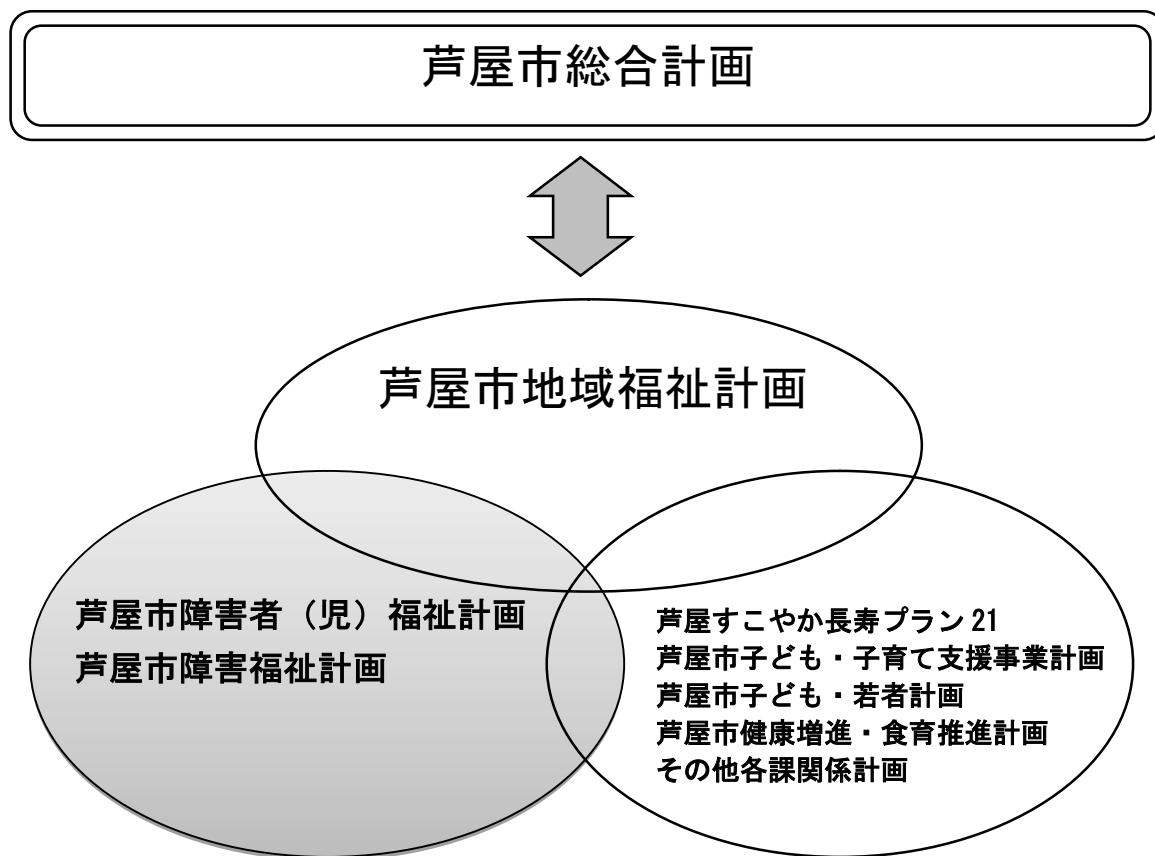 芦屋市総合計画
芦屋市地域福祉計画
芦屋市障害者（児）福祉計画
芦屋市障害福祉計画
芦屋すこやか長寿プラン 21
芦屋市子ども・子育て支援事業計画
芦屋市子ども・若者計画
芦屋市健康増進・食育推進計画
その他各課関係計画